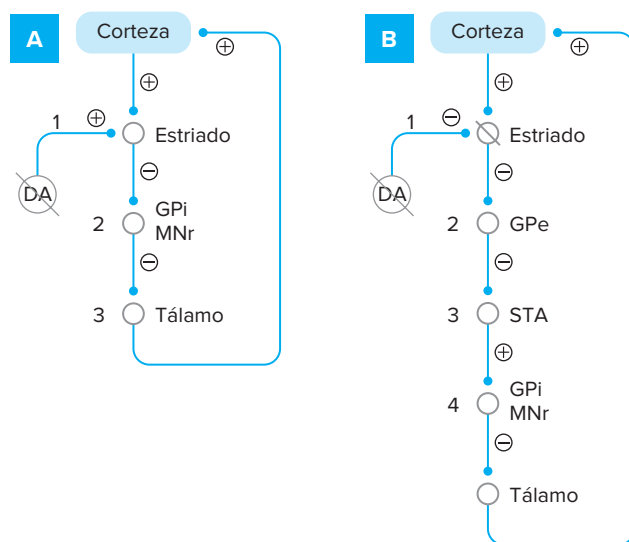 A
Corteza
+
+
1
+
Estriado
DA
−
2
GPi
MNr
−
3
Tálamo
B
Corteza
+
+
1
−
Estriado
DA
−
2
GPe
−
3
STA
+
4
GPi
MNr
−
Tálamo